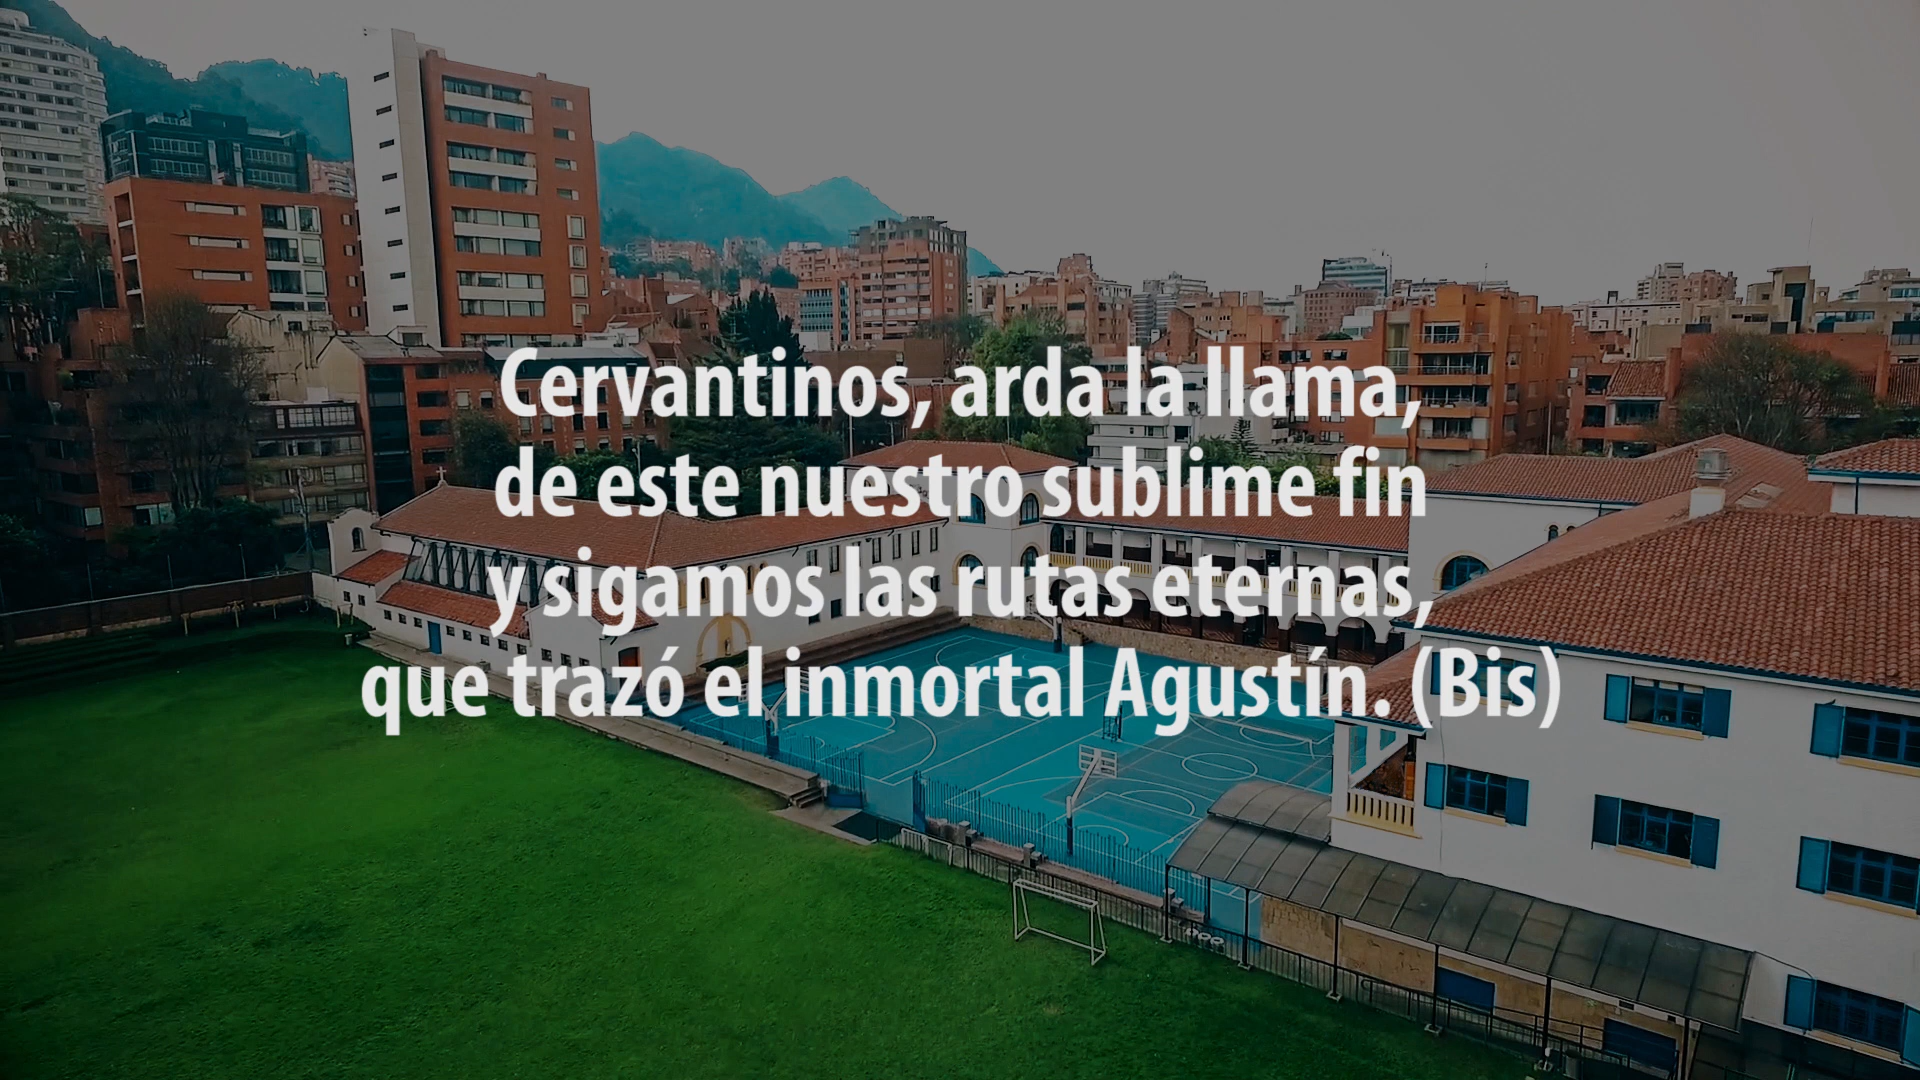 Cervantinos, arda la llama,
de este nuestro sublime fin
y sigamos las rutas eternas,
que trazó el inmortal Agustín. (Bis)